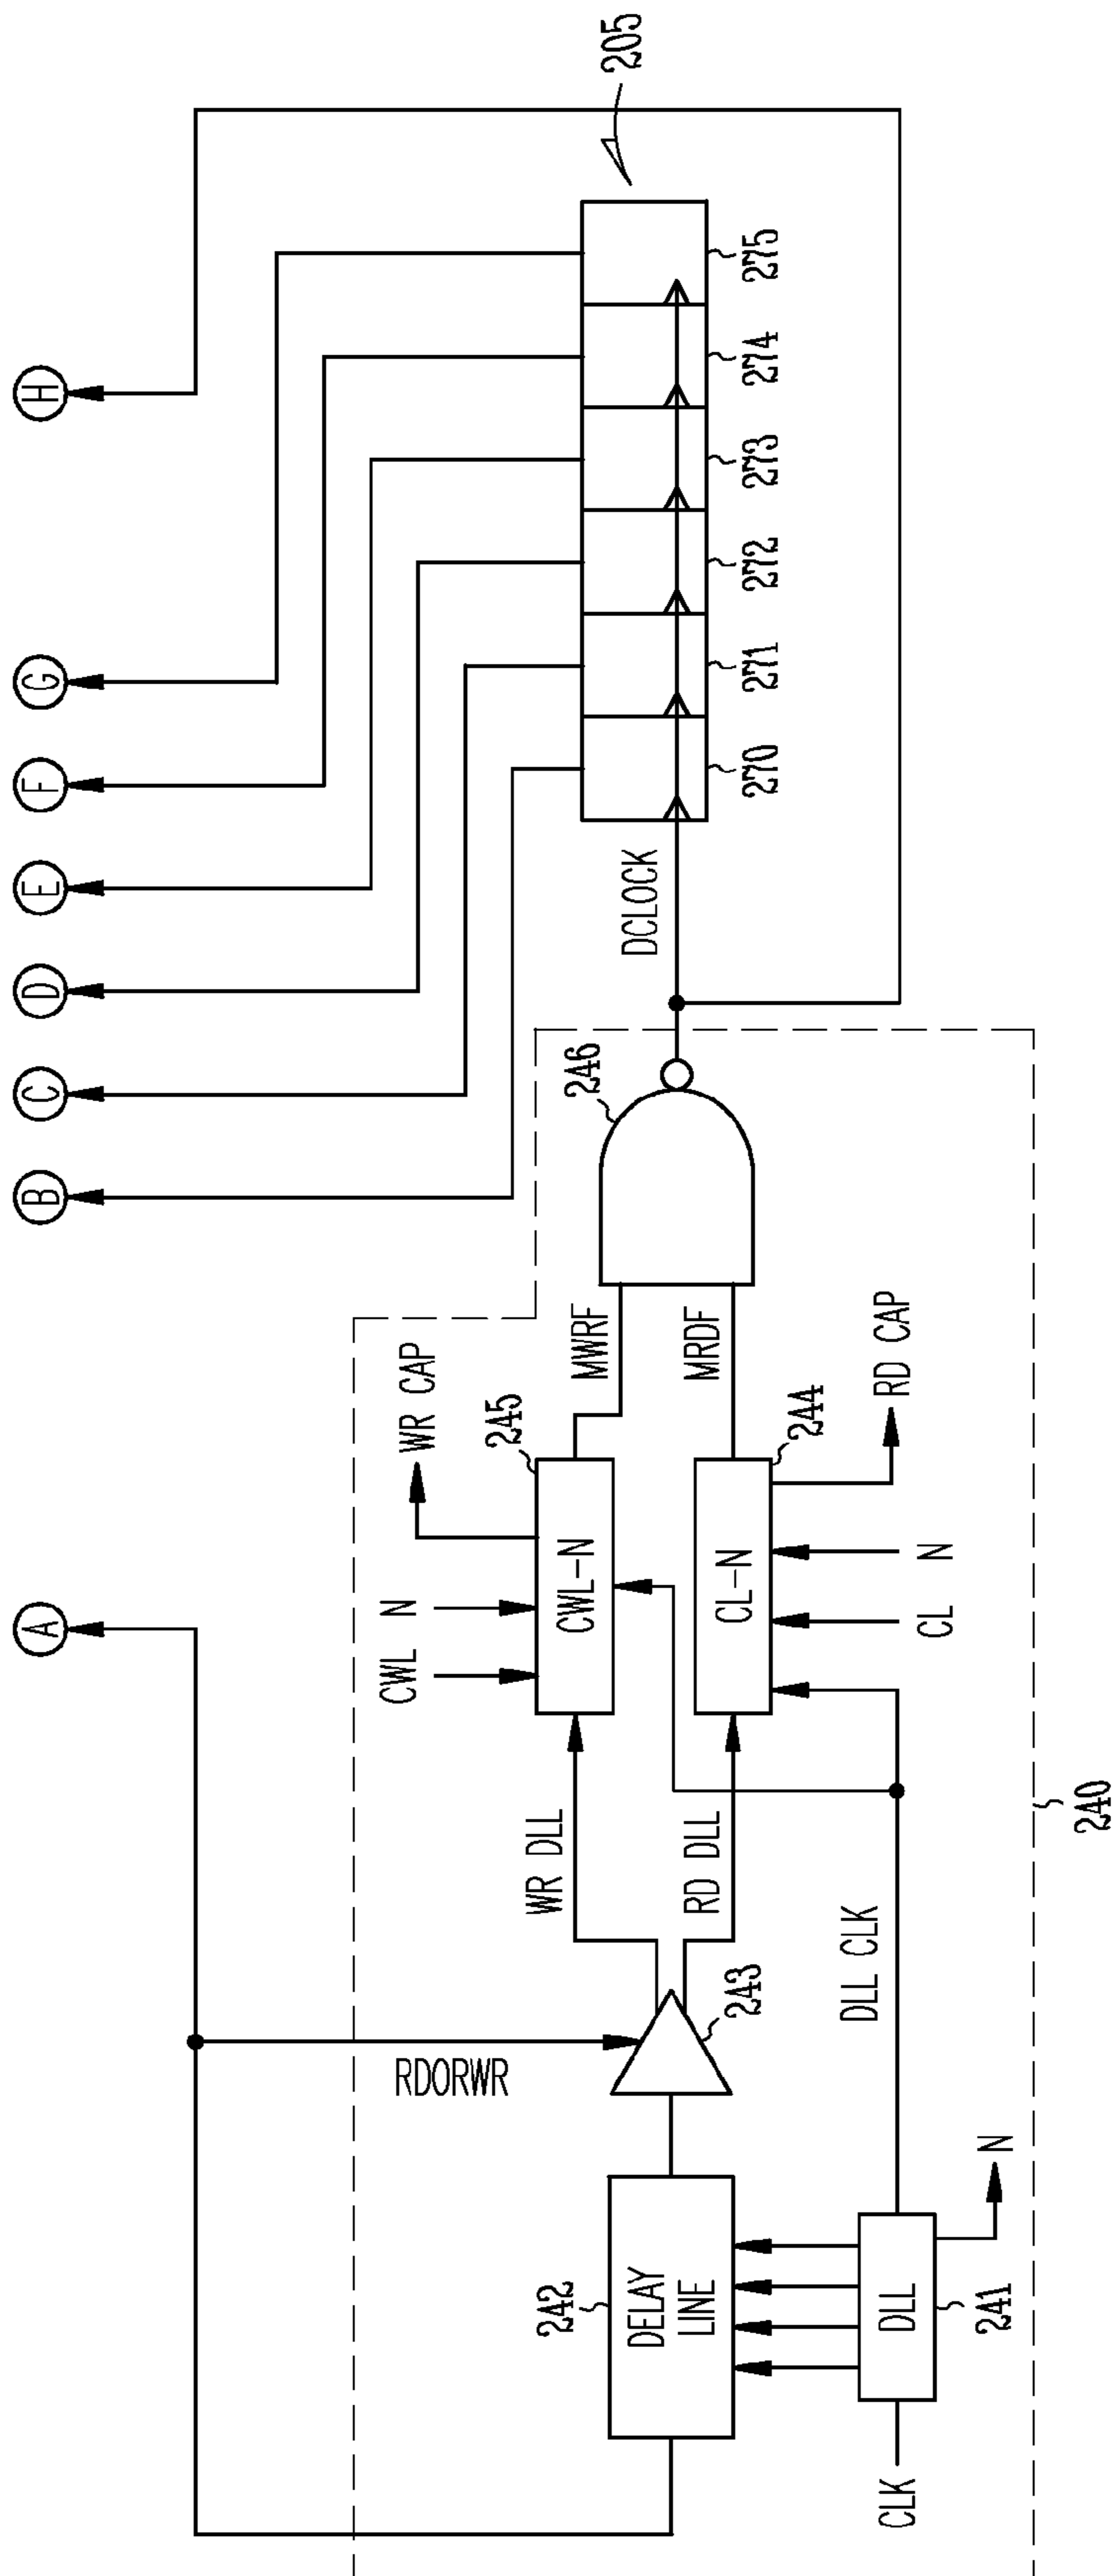 A
B
C
D
E
F
G
H
205
RDORWR
CWL
N
WR CAP
245
CWL-N
MWRF
WR DLL
RD DLL
243
242
DELAY
LINE
CL-N
244
MRDF
RD CAP
CL
N
246
DCLOCK
270
271
272
273
274
275
CLK
DLL
241
N
DLL CLK
240